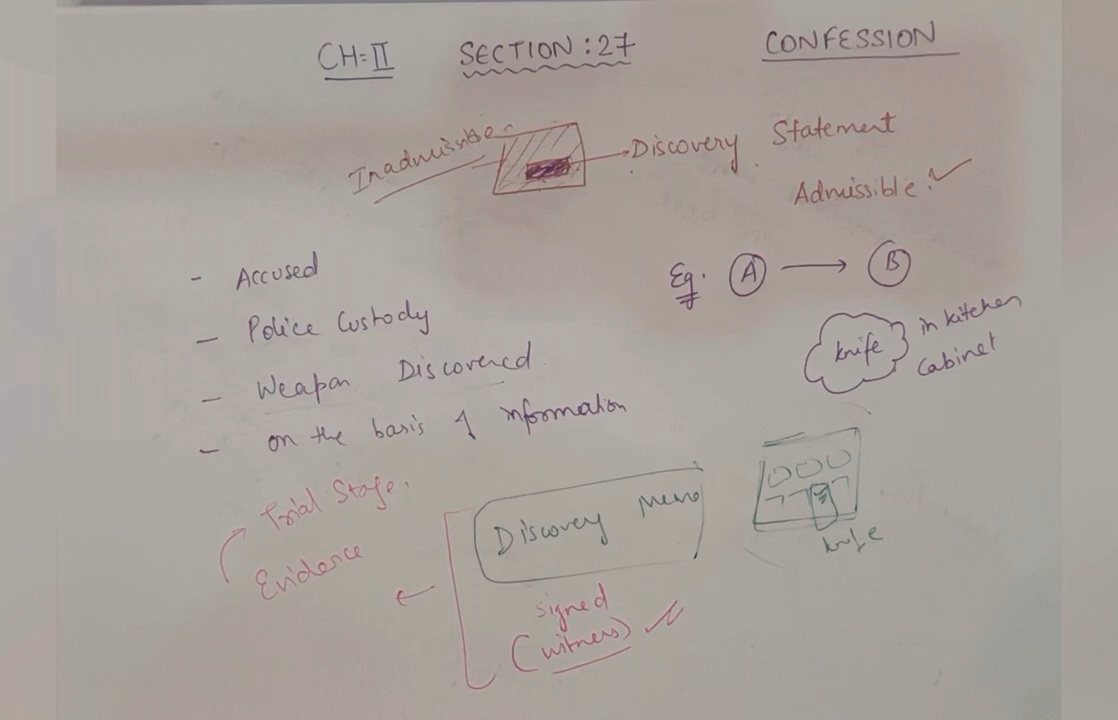 CH=II SECTION:27 CONFESSION
Inadmissible
Discovery Statement
Admissible.
- Accused
- Police Custody
- Weapon Discovered
- on the basis of information
Eg. A → B
knife
in kitchen
cabinet
knife
Trial Stage.
Evidence
Discovery Memo
signed
(witness)